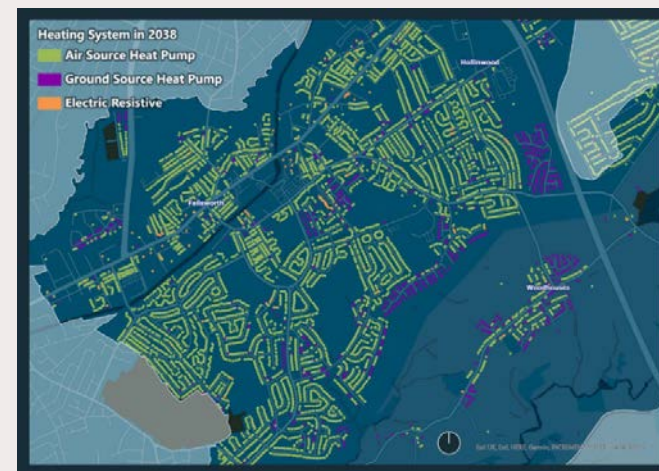 Heating System in 2038
Air Source Heat Pump
Ground Source Heat Pump
Electric Resistive
Hollinwood
Failsworth
Woodhouses